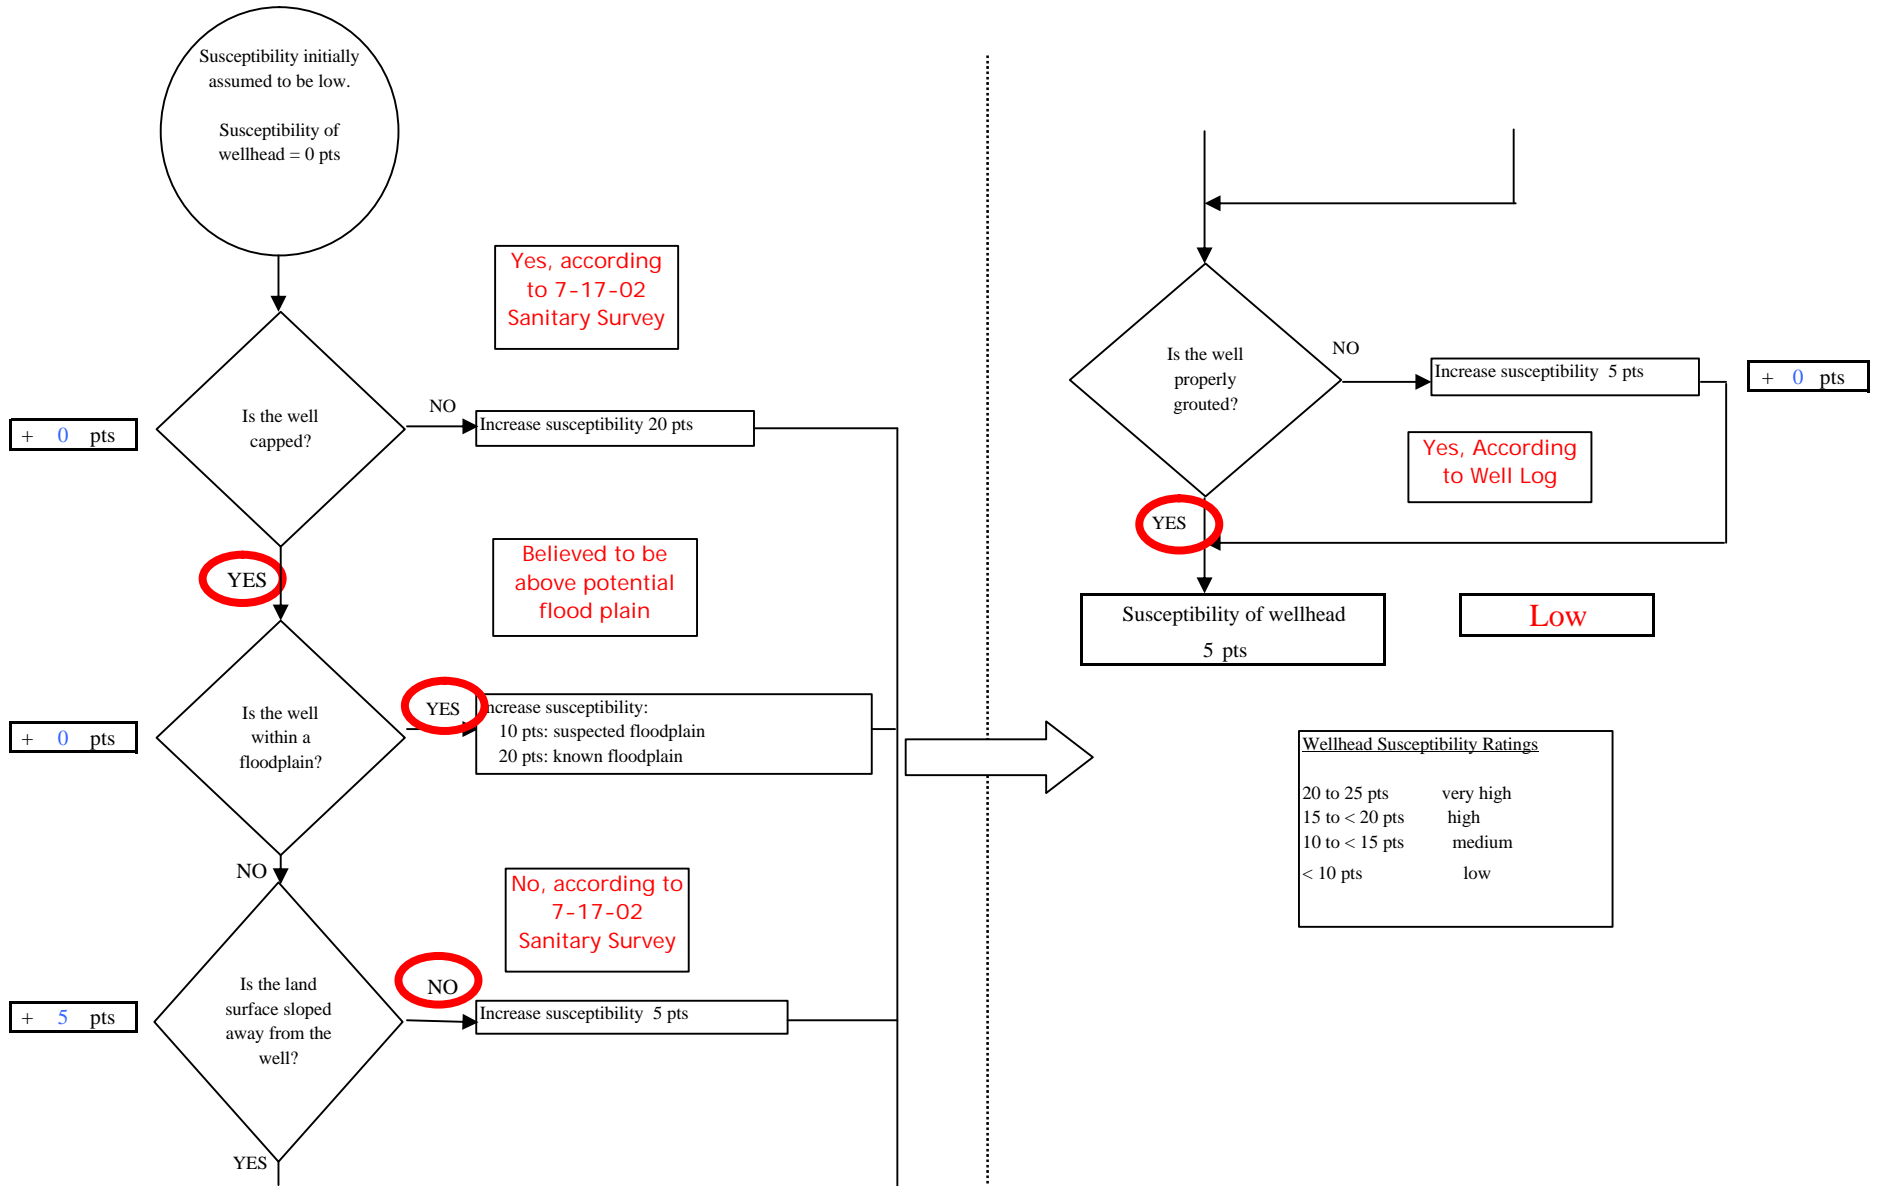 Susceptibility initially
assumed to be low.
Susceptibility of
wellhead = 0 pts
Yes, according
to 7-17-02
Sanitary Survey
Is the well
capped?
NO
Increase susceptibility 20 pts
+ 0 pts
YES
Believed to be
above potential
flood plain
Is the well
within a
floodplain?
YES
Increase susceptibility:
10 pts: suspected floodplain
20 pts: known floodplain
+ 0 pts
NO
No, according to
7-17-02
Sanitary Survey
Is the land
surface sloped
away from the
well?
NO
Increase susceptibility 5 pts
+ 5 pts
YES
Is the well
properly
grouted?
NO
Increase susceptibility 5 pts
+ 0 pts
Yes, According
to Well Log
YES
Susceptibility of wellhead
5 pts
Low
Wellhead Susceptibility Ratings
20 to 25 pts very high
15 to < 20 pts high
10 to < 15 pts medium
< 10 pts low